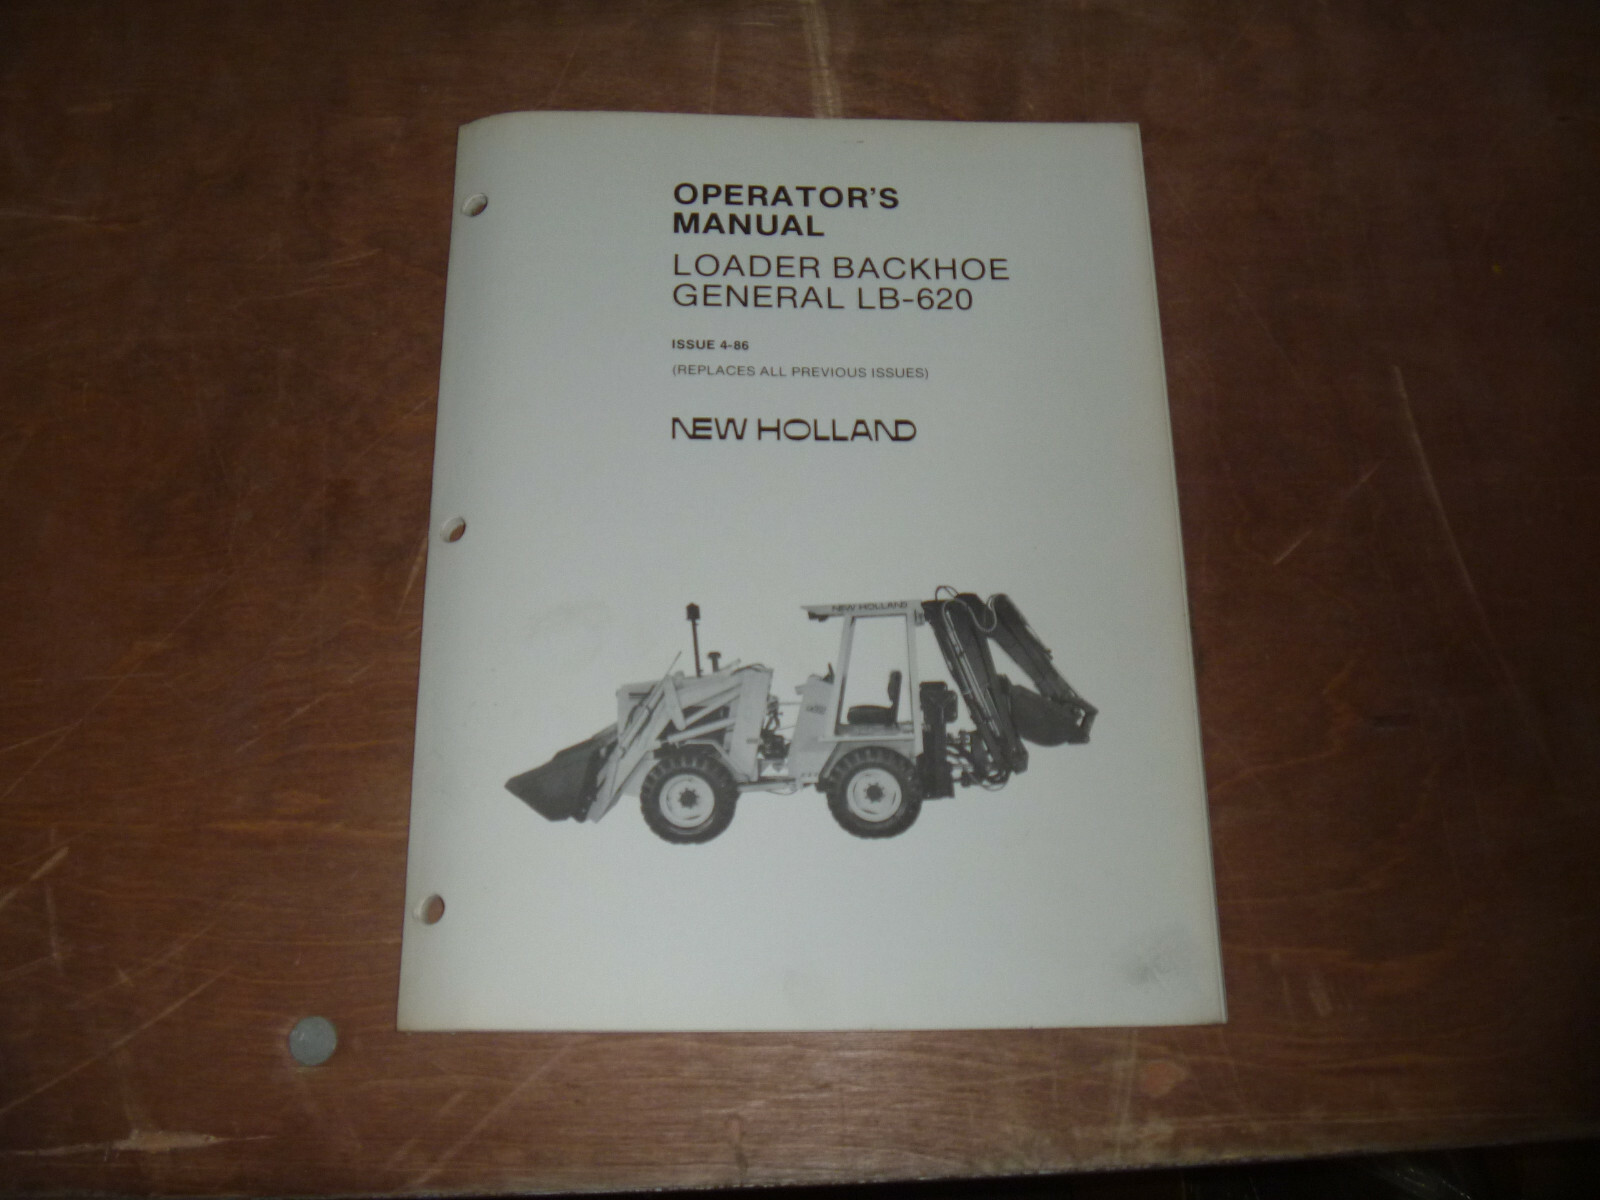 OPERATOR'S
MANUAL
LOADER BACKHOE
GENERAL LB-620
ISSUE 4-86
(REPLACES ALL PREVIOUS ISSUES)
NEW HOLLAND
NEW HOLLAND